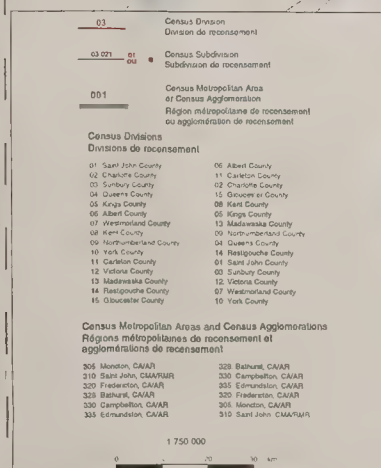 03
Census Division
Division de recensement
03 021 01
ou
Census Subdivision
Subdivision de recensement
001
Census Metropolitan Area
or Census Agglomeration
Région métropolitaine de recensement
ou agglomération de recensement
Census Divisions
Divisions de recensement
01 Saint John County
02 Charlotte County
03 Sunbury County
04 Queens County
05 Kings County
06 Albert County
07 Westmorland County
08 Kent County
09 Northumberland County
10 York County
11 Carleton County
12 Victoria County
13 Madawaska County
14 Restigouche County
15 Gloucester County
06 Albert County
11 Carleton County
02 Charlotte County
15 Gloucester County
08 Kent County
05 Kings County
13 Madawaska County
09 Northumberland County
04 Queens County
14 Restigouche County
01 Saint John County
03 Sunbury County
12 Victoria County
07 Westmorland County
10 York County
Census Metropolitan Areas and Census Agglomerations
Régions métropolitaines de recensement et
agglomérations de recensement
305 Moncton, CA/AR
310 Saint John, CMA/RMR
320 Fredericton, CA/AR
328 Bathurst, CA/AR
330 Campbellton, CA/AR
335 Edmundston, CA/AR
328 Bathurst, CA/AR
330 Campbellton, CA/AR
335 Edmundston, CA/AR
320 Fredericton, CA/AR
305 Moncton, CA/AR
310 Saint John, CMA/RMR
1 750 000
0 20 30 km